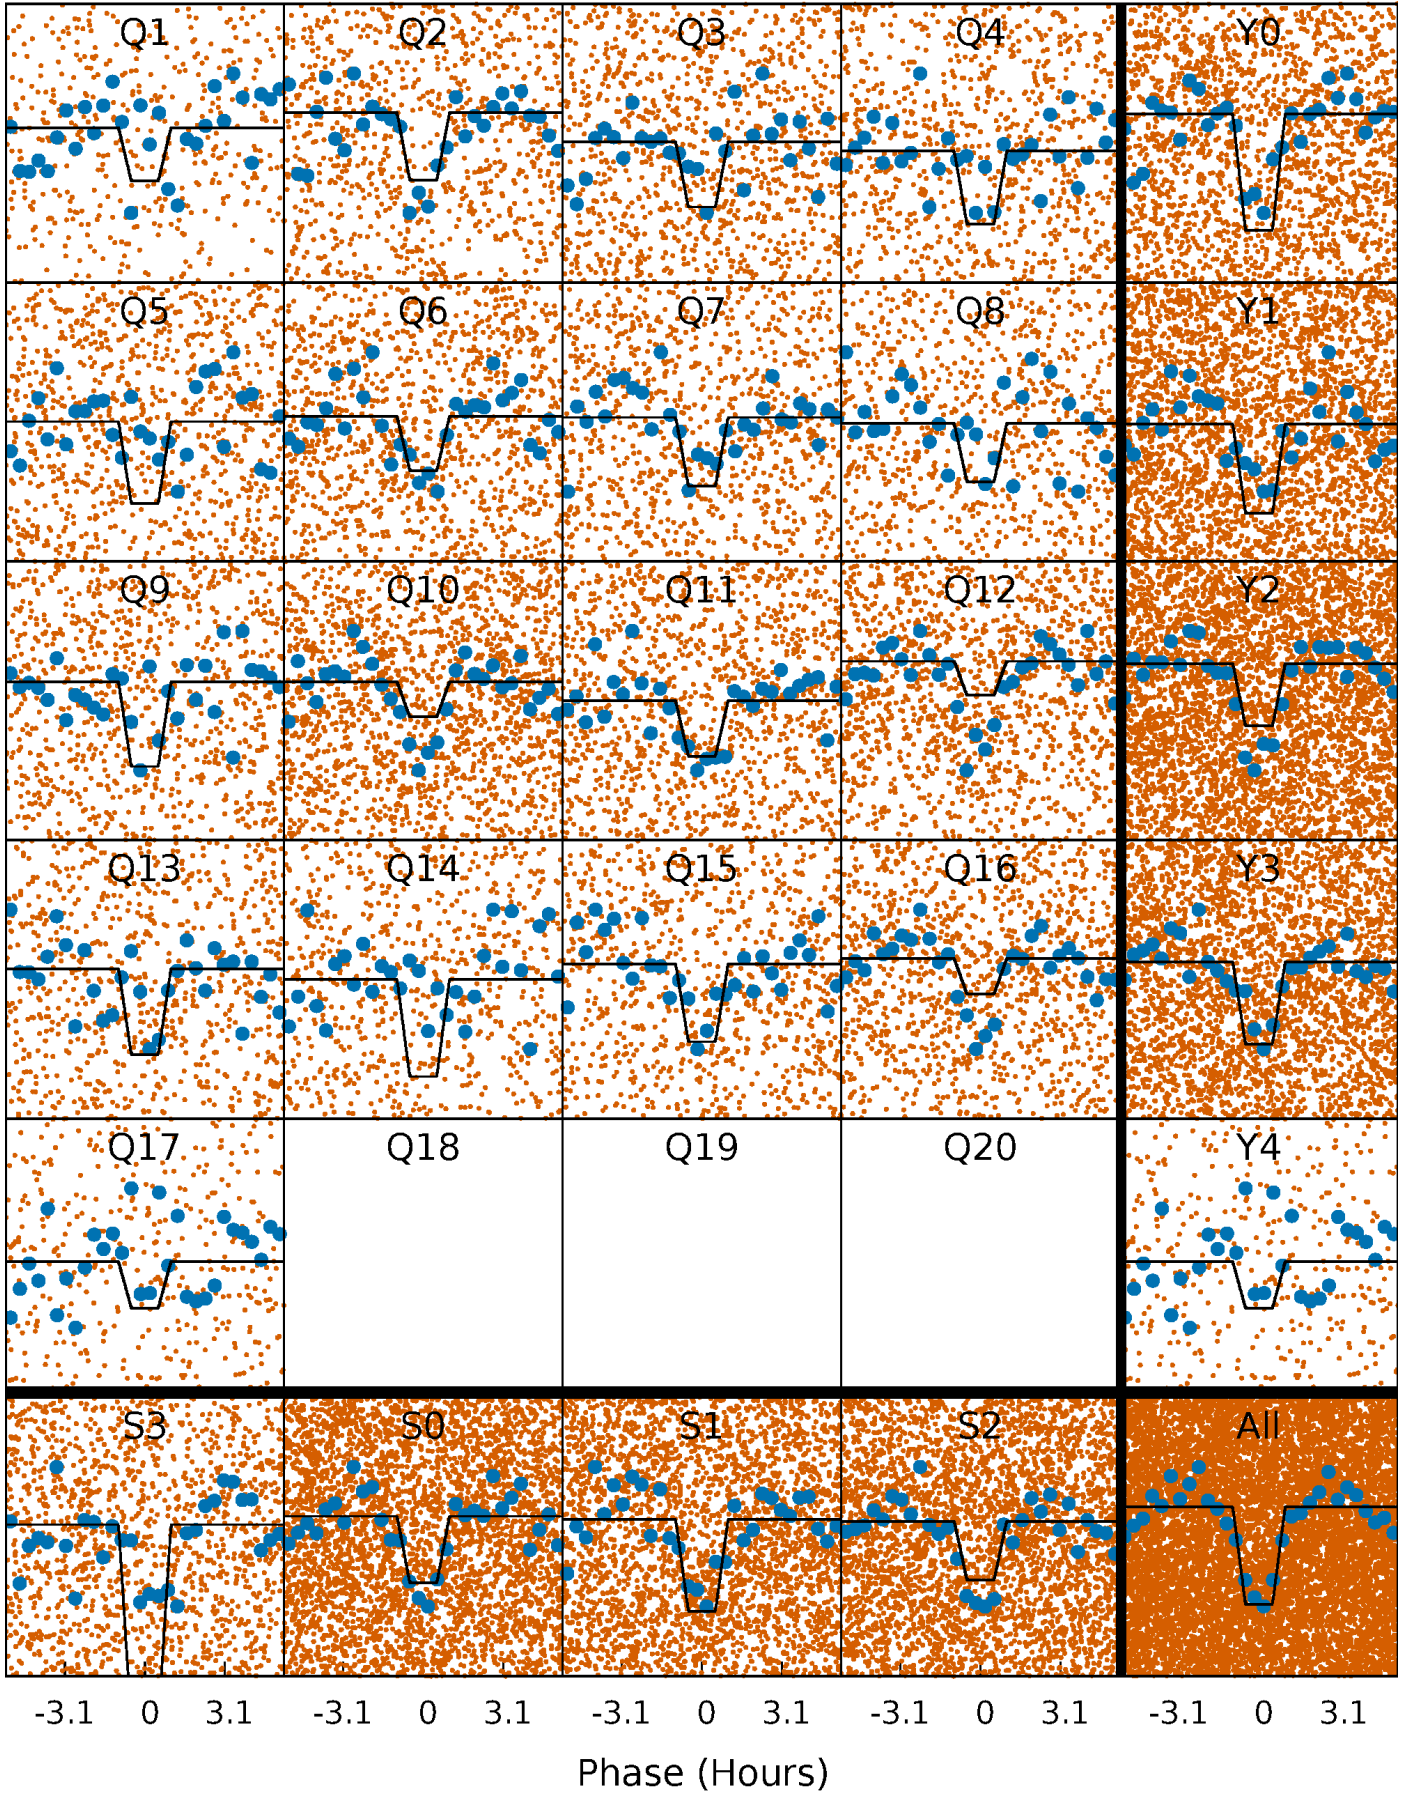 Q1 Q2 Q3 Q4 Y0
Q5 Q6 Q7 Q8 Y1
Q9 Q10 Q11 Q12 Y2
Q13 Q14 Q15 Q16 Y3
Q17 Q18 Q19 Q20 Y4
S3 S0 S1 S2 All
-3.1 0 3.1 -3.1 0 3.1 -3.1 0 3.1 -3.1 0 3.1 -3.1 0 3.1
Phase (Hours)